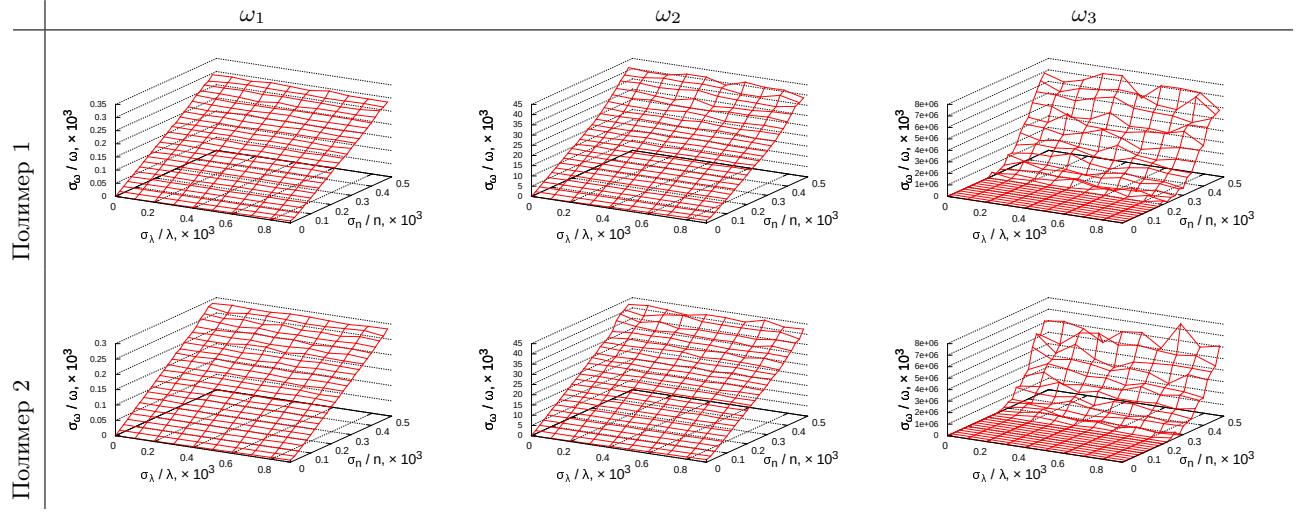 ω1 ω2 ω3
Полимер 1
σω / ω, × 10³
0.35
0.3
0.25
0.2
0.15
0.1
0.05
0
0 0.2 0.4 0.6 0.8
σλ / λ, × 10³
0 0.1 0.2 0.3 0.4 0.5
σn / n, × 10³
σω / ω, × 10³
45
40
35
30
25
20
15
10
5
0
0 0.2 0.4 0.6 0.8
σλ / λ, × 10³
0 0.1 0.2 0.3 0.4 0.5
σn / n, × 10³
σω / ω, × 10³
8e+06
7e+06
6e+06
5e+06
4e+06
3e+06
2e+06
1e+06
0
0 0.2 0.4 0.6 0.8
σλ / λ, × 10³
0 0.1 0.2 0.3 0.4 0.5
σn / n, × 10³
Полимер 2
σω / ω, × 10³
0.3
0.25
0.2
0.15
0.1
0.05
0
0 0.2 0.4 0.6 0.8
σλ / λ, × 10³
0 0.1 0.2 0.3 0.4 0.5
σn / n, × 10³
σω / ω, × 10³
45
40
35
30
25
20
15
10
5
0
0 0.2 0.4 0.6 0.8
σλ / λ, × 10³
0 0.1 0.2 0.3 0.4 0.5
σn / n, × 10³
σω / ω, × 10³
8e+06
7e+06
6e+06
5e+06
4e+06
3e+06
2e+06
1e+06
0
0 0.2 0.4 0.6 0.8
σλ / λ, × 10³
0 0.1 0.2 0.3 0.4 0.5
σn / n, × 10³